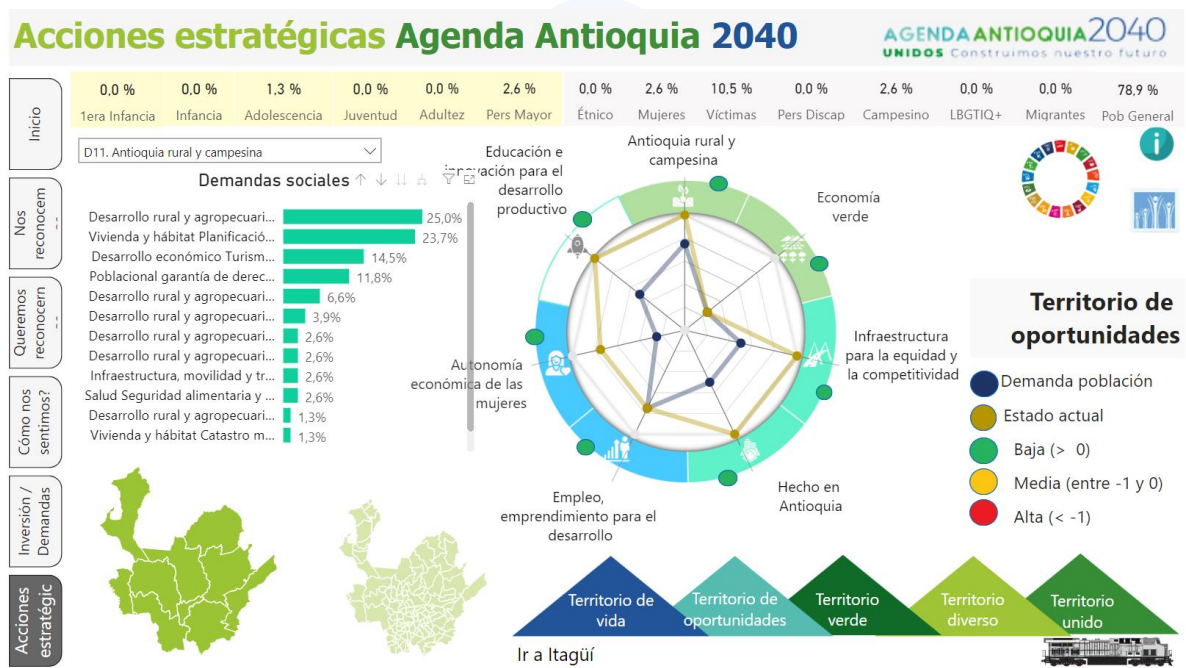 Acciones estratégicas Agenda Antioquia 2040
AGENDA ANTIOQUIA 2040
UNIDOS Construimos nuestro futuro
Inicio
Nos
reconocem
Queremos
reconocern
Cómo nos
sentimos?
Inversión /
Demandas
Acciones
estratégic
0,0 % 0,0 % 1,3 % 0,0 % 0,0 % 2,6 % 0,0 % 2,6 % 10,5 % 0,0 % 2,6 % 0,0 % 0,0 % 78,9 %
1era Infancia Infancia Adolescencia Juventud Adultez Pers Mayor Étnico Mujeres Víctimas Pers Discap Campesino LBGTIQ+ Migrantes Pob General
D11. Antioquia rural y campesina
Demandas sociales
Desarrollo rural y agropecuari... 25,0%
Vivienda y hábitat Planificació... 23,7%
Desarrollo económico Turism... 14,5%
Poblacional garantía de derec... 11,8%
Desarrollo rural y agropecuari... 6,6%
Desarrollo rural y agropecuari... 3,9%
Desarrollo rural y agropecuari... 2,6%
Desarrollo rural y agropecuari... 2,6%
Infraestructura, movilidad y tr... 2,6%
Salud Seguridad alimentaria y ... 2,6%
Desarrollo rural y agropecuari... 1,3%
Vivienda y hábitat Catastro m... 1,3%
Antioquia rural y
campesina
Educación e
innovación para el
desarrollo
productivo
Economía
verde
Infraestructura
para la equidad y
la competitividad
Hecho en
Antioquia
Empleo,
emprendimiento para el
desarrollo
Autonomía
económica de las
mujeres
i
Territorio de
oportunidades
Demanda población
Estado actual
Baja (> 0)
Media (entre -1 y 0)
Alta (< -1)
Territorio de
vida
Territorio de
oportunidades
Territorio
verde
Territorio
diverso
Territorio
unido
Ir a Itagüí